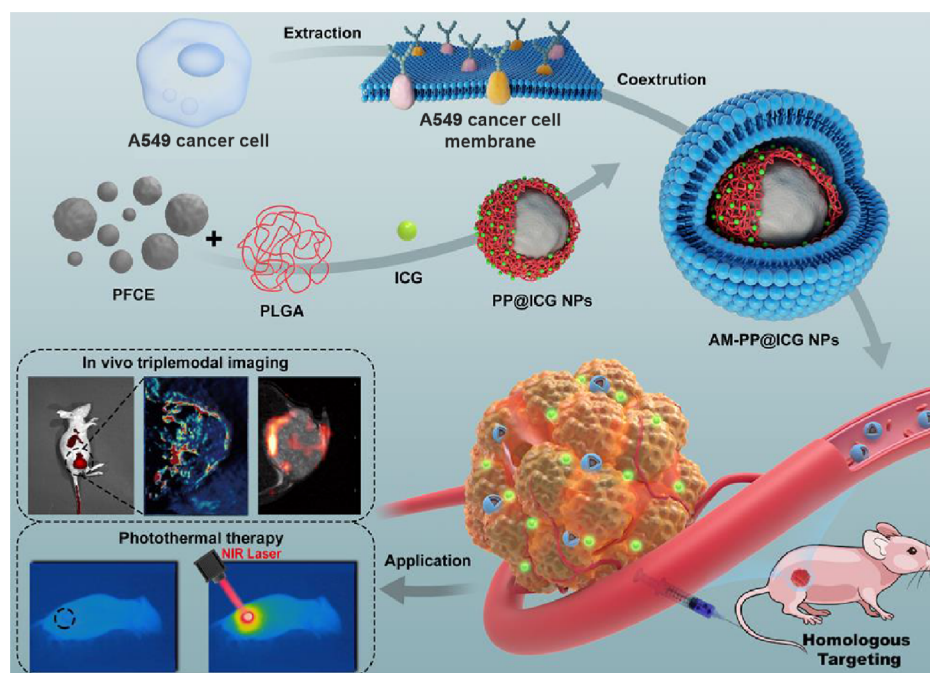 Extraction
Coextrution
A549 cancer cell
A549 cancer cell
membrane
PFCE
+
PLGA
ICG
PP@ICG NPs
AM-PP@ICG NPs
In vivo triplemodal imaging
Photothermal therapy
NIR Laser
Application
Homologous
Targeting